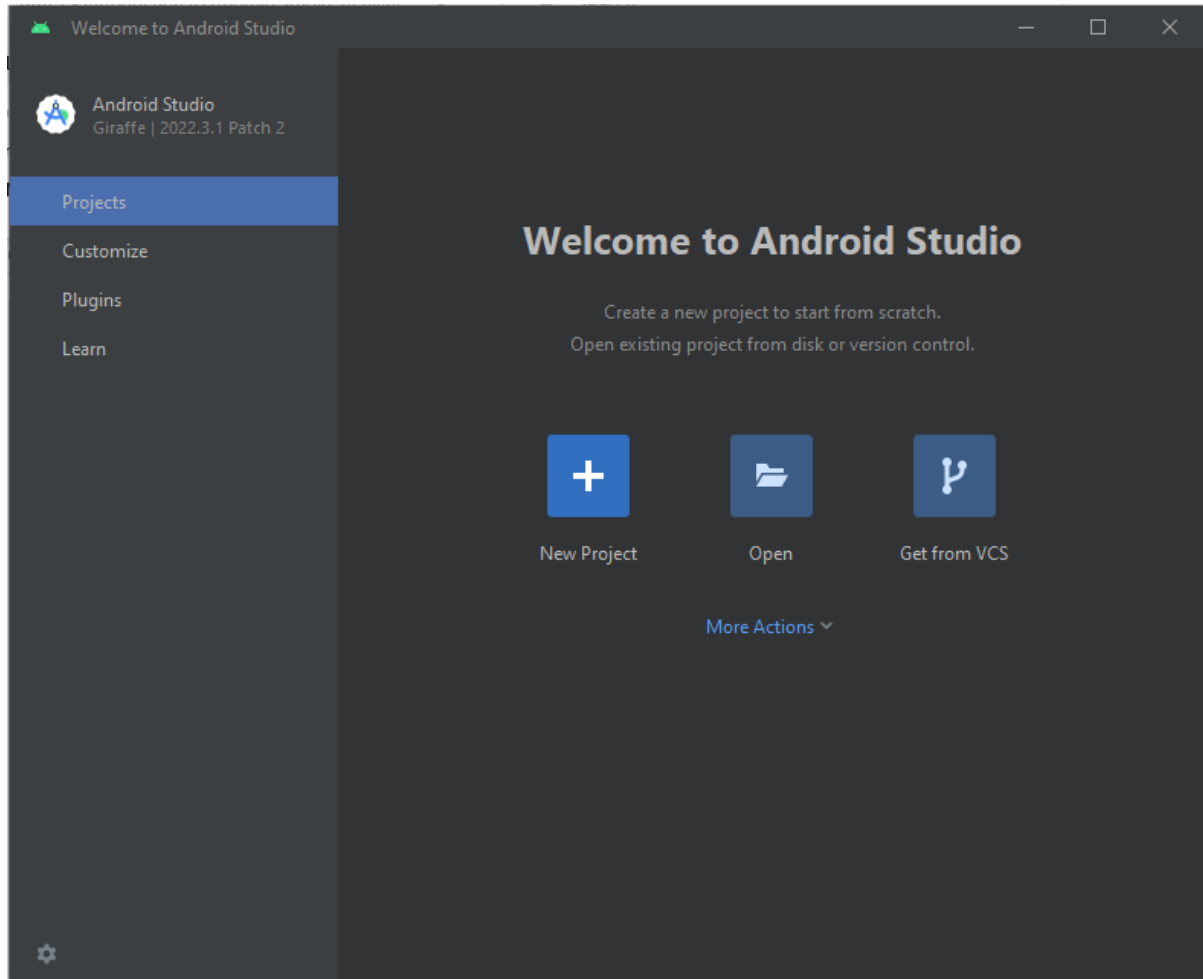 Welcome to Android Studio
Android Studio
Giraffe | 2022.3.1 Patch 2
Projects
Customize
Plugins
Learn
Welcome to Android Studio
Create a new project to start from scratch.
Open existing project from disk or version control.
New Project
Open
Get from VCS
More Actions